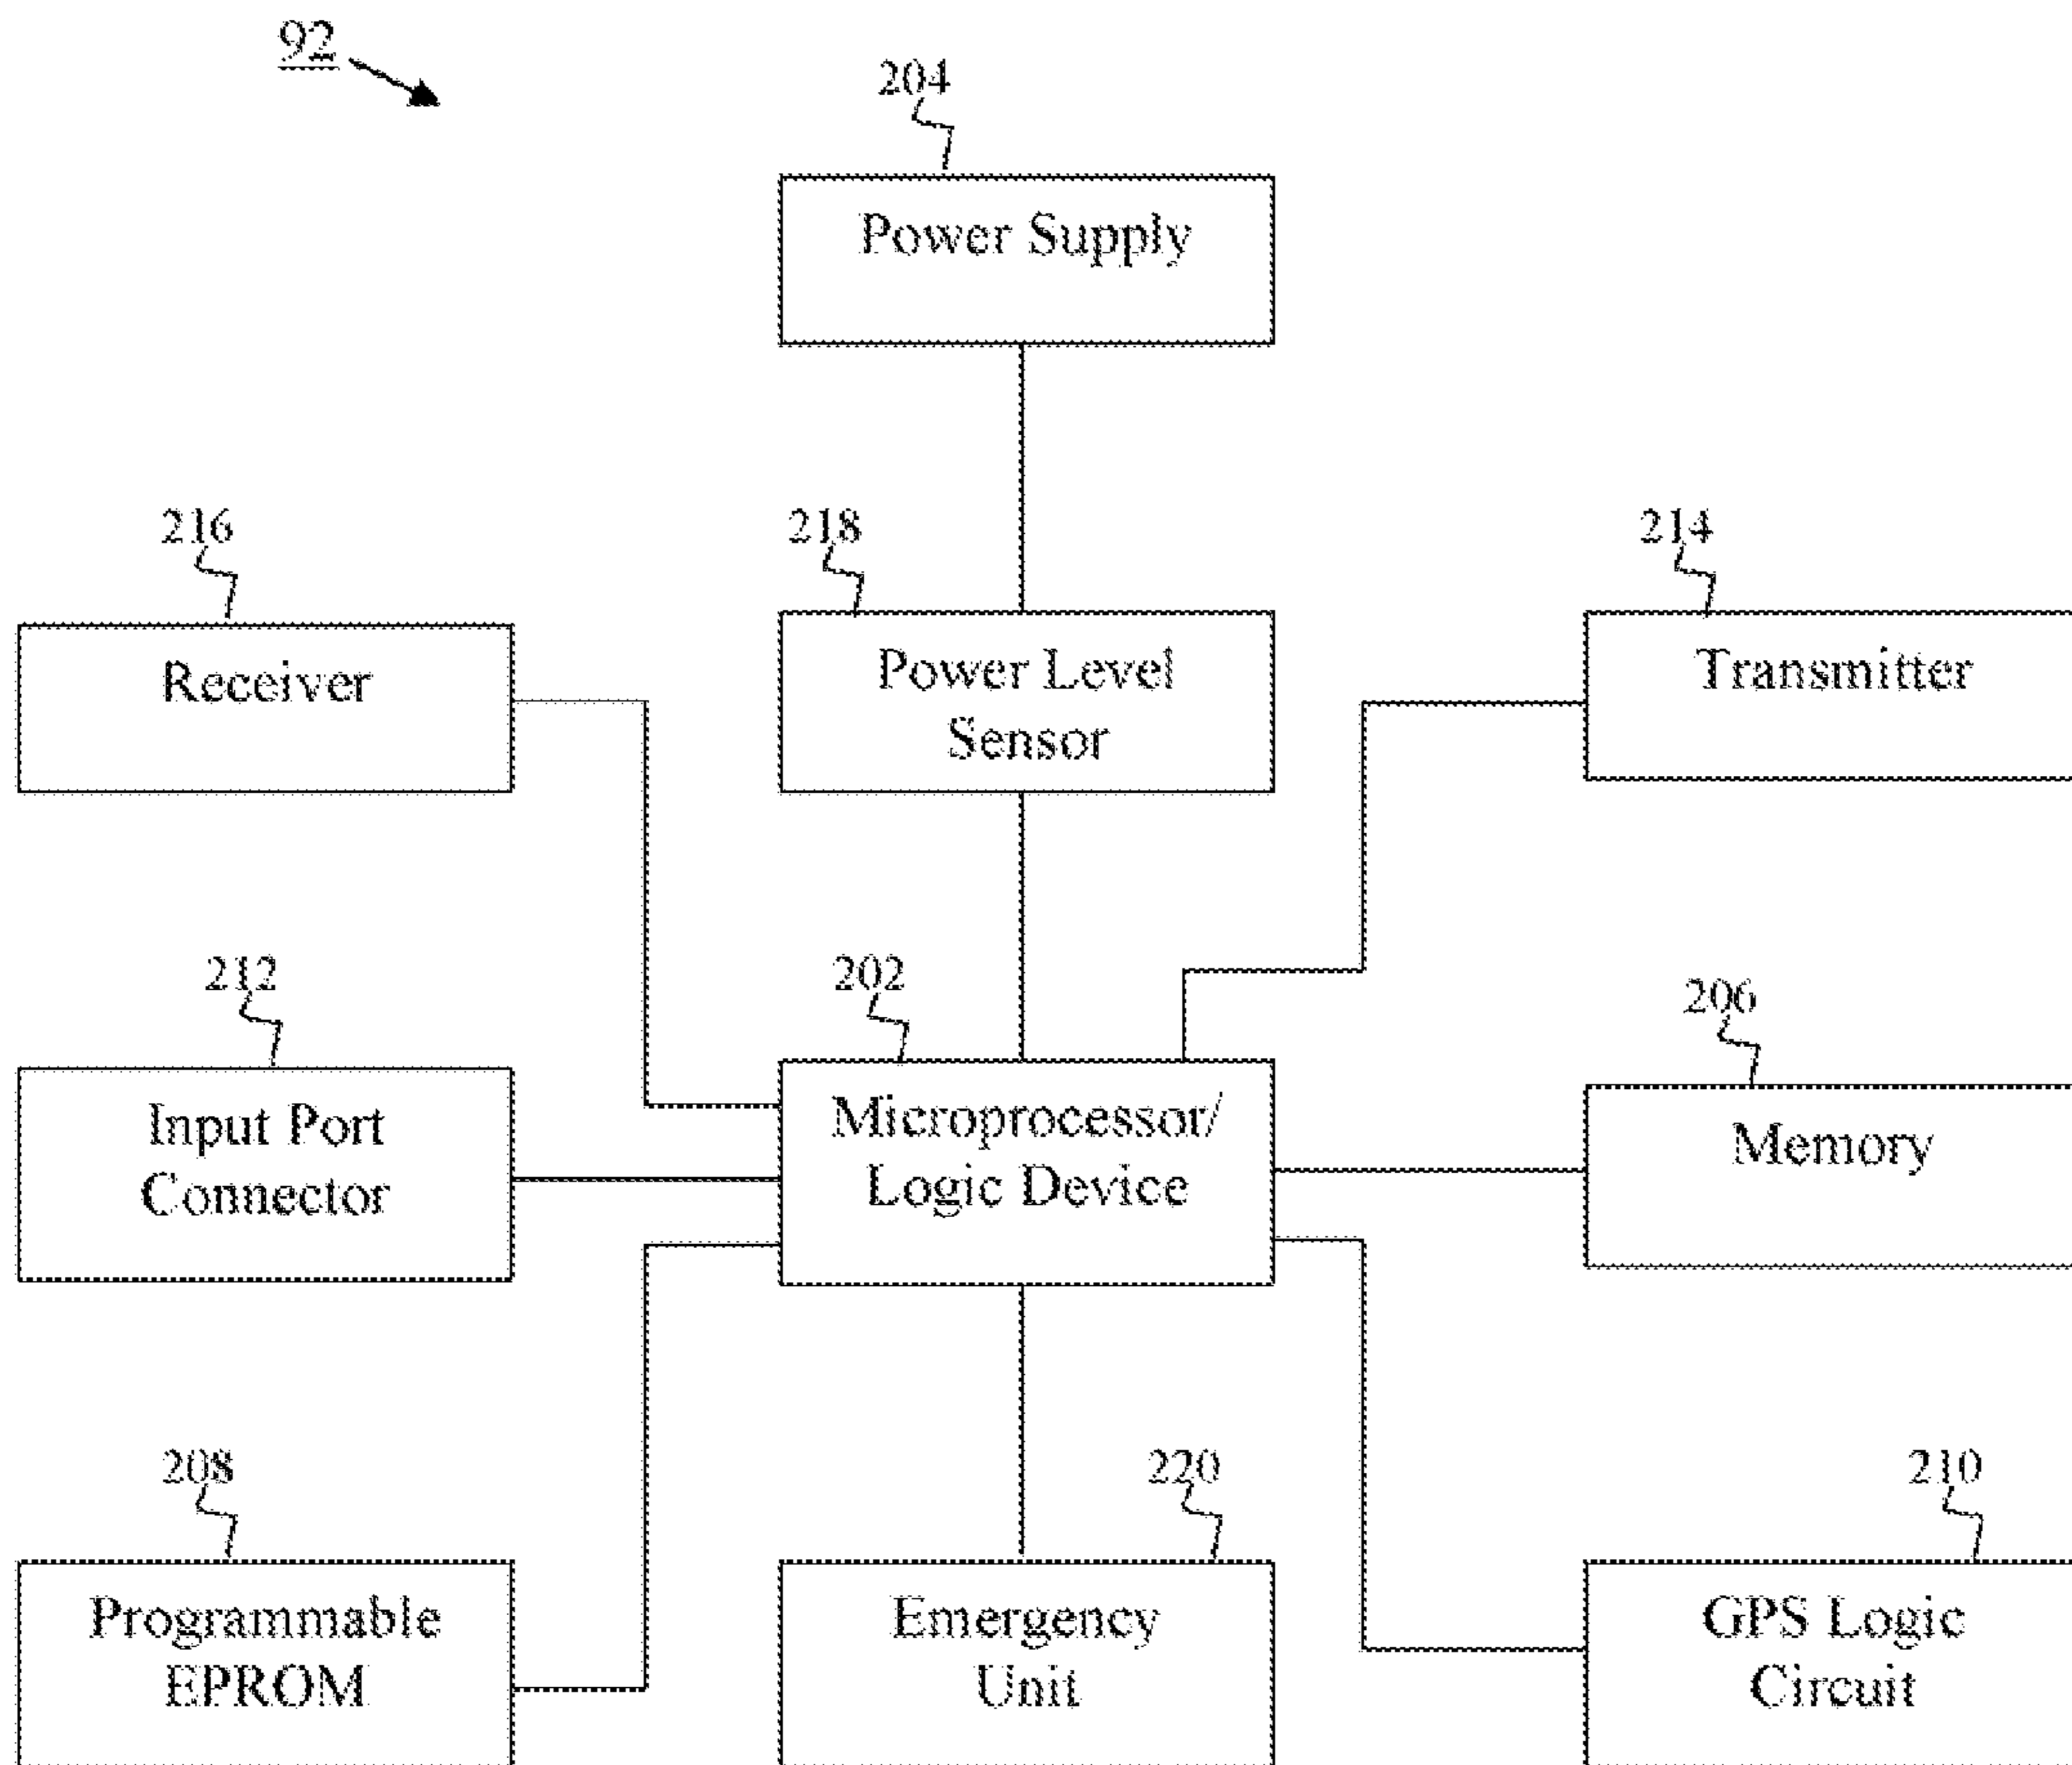 92
204
Power Supply
216
218
214
Receiver
Power Level
Sensor
Transmitter
212
202
206
Input Port
Connector
Microprocessor/
Logic Device
Memory
208
220
210
Programmable
EPROM
Emergency
Unit
GPS Logic
Circuit